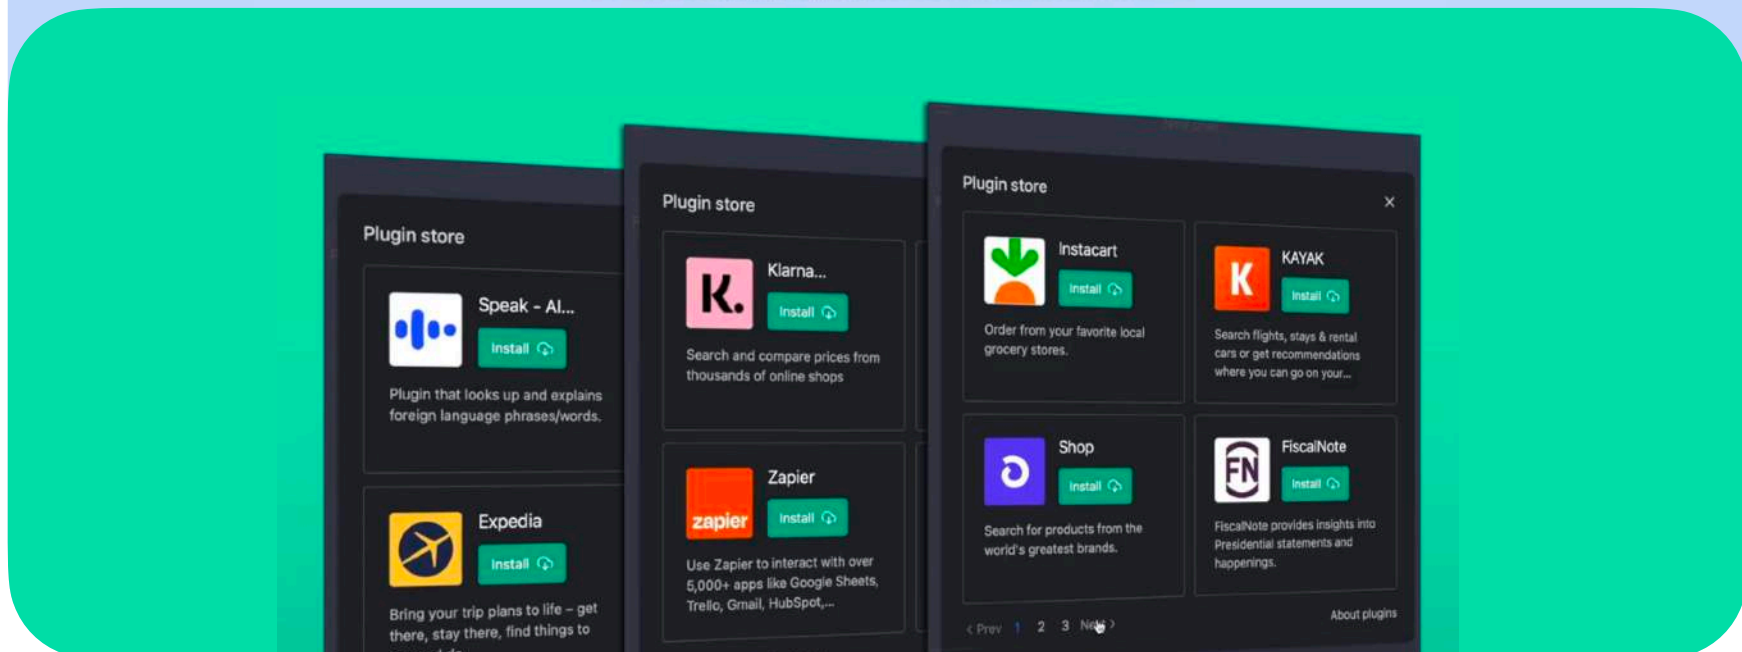 Plugin store
Speak - AI...
Install
Plugin that looks up and explains
foreign language phrases/words.
Expedia
Install
Bring your trip plans to life – get
there, stay there, find things to
Plugin store
K.
Klarna...
Install
Search and compare prices from
thousands of online shops
zapier
Zapier
Install
Use Zapier to interact with over
5,000+ apps like Google Sheets,
Trello, Gmail, HubSpot,...
Plugin store
Instacart
Install
Order from your favorite local
grocery stores.
K
KAYAK
Install
Search flights, stays & rental
cars or get recommendations
where you can go on your...
Shop
Install
Search for products from the
world's greatest brands.
FN
FiscalNote
Install
FiscalNote provides insights into
Presidential statements and
happenings.
< Prev 1 2 3 Next >
About plugins